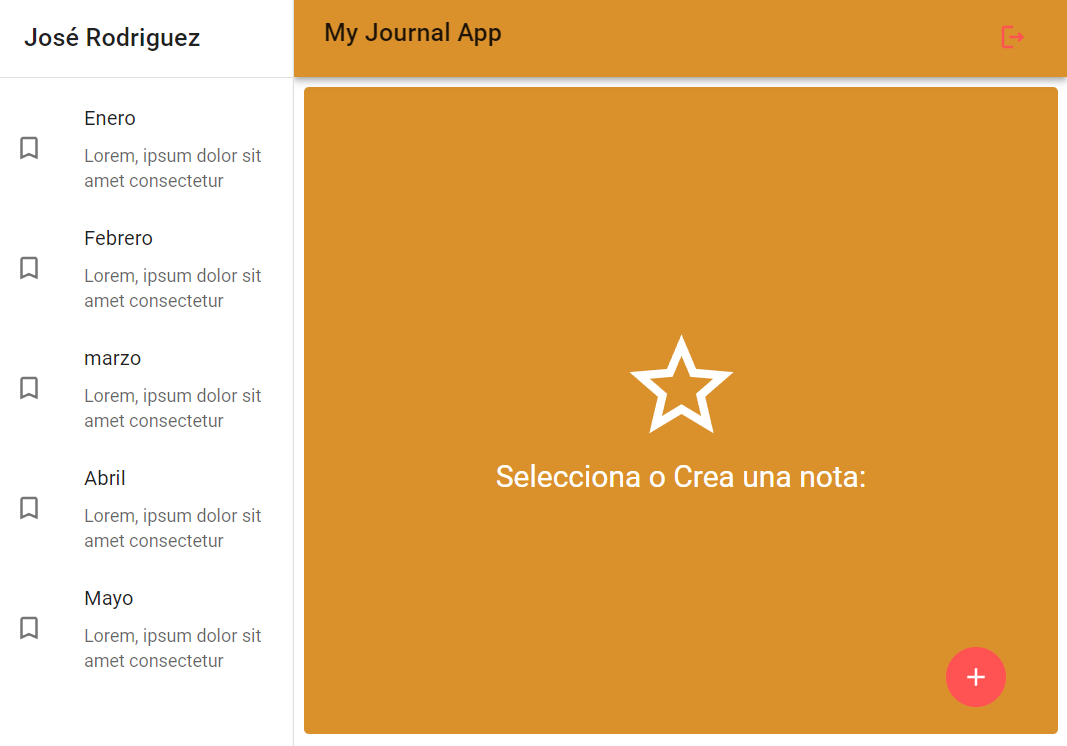 José Rodriguez
My Journal App
Enero
Lorem, ipsum dolor sit
amet consectetur
Febrero
Lorem, ipsum dolor sit
amet consectetur
marzo
Lorem, ipsum dolor sit
amet consectetur
Abril
Lorem, ipsum dolor sit
amet consectetur
Mayo
Lorem, ipsum dolor sit
amet consectetur
Selecciona o Crea una nota: